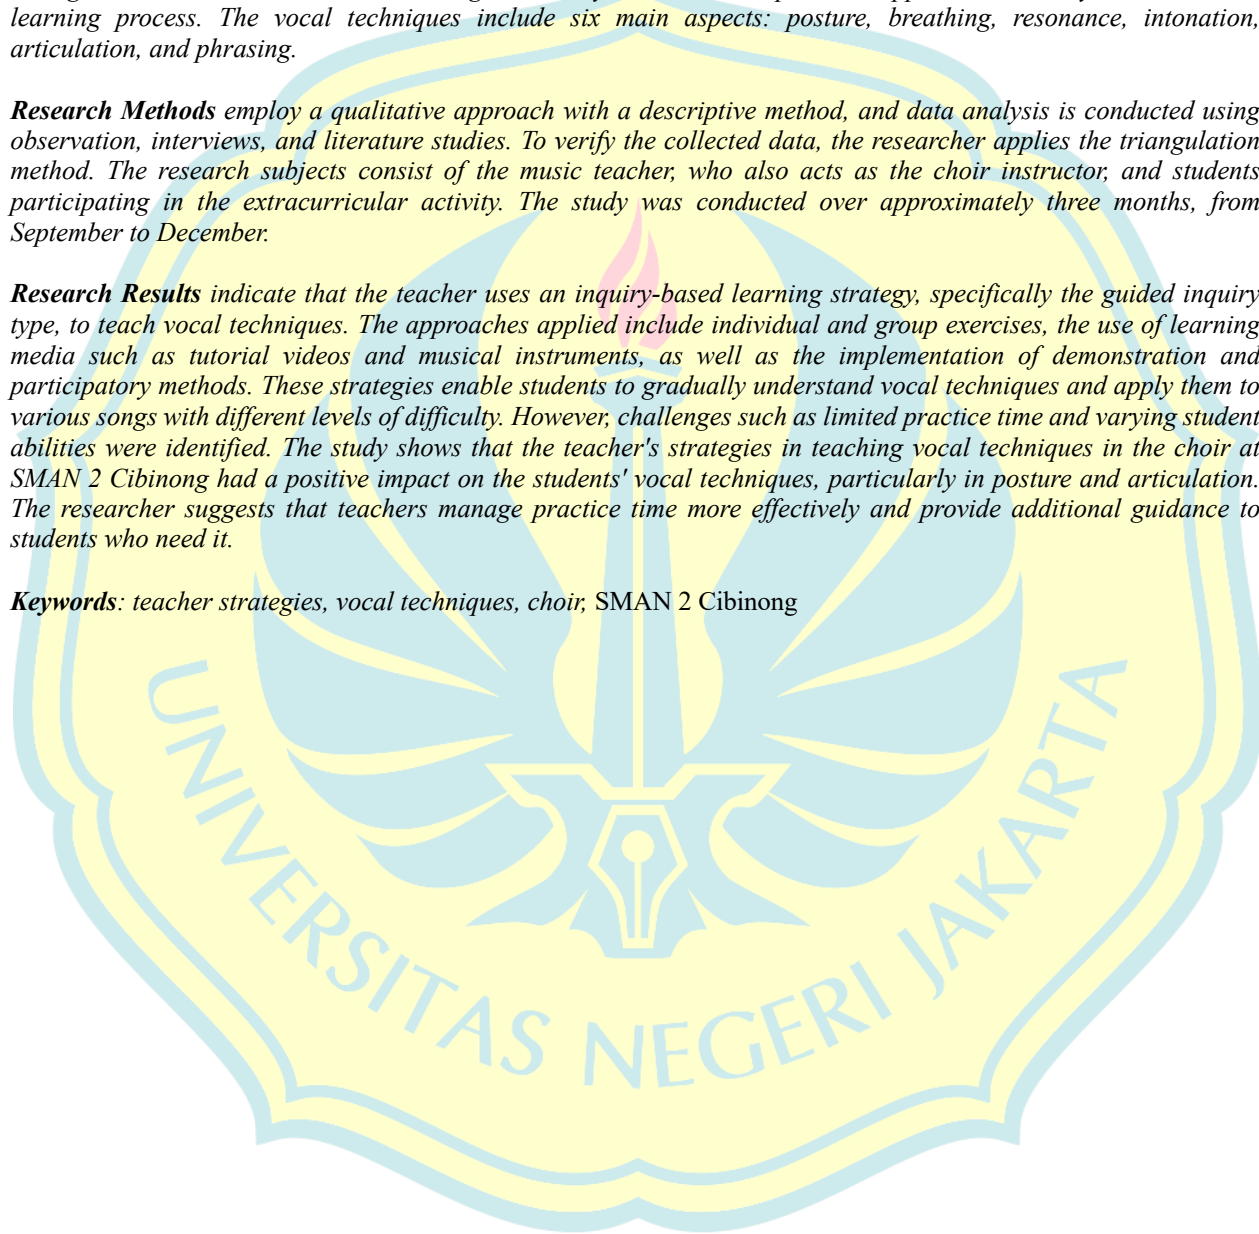 learning process. The vocal techniques include six main aspects: posture, breathing, resonance, intonation,
articulation, and phrasing.
Research Methods employ a qualitative approach with a descriptive method, and data analysis is conducted using
observation, interviews, and literature studies. To verify the collected data, the researcher applies the triangulation
method. The research subjects consist of the music teacher, who also acts as the choir instructor, and students
participating in the extracurricular activity. The study was conducted over approximately three months, from
September to December.
Research Results indicate that the teacher uses an inquiry-based learning strategy, specifically the guided inquiry
type, to teach vocal techniques. The approaches applied include individual and group exercises, the use of learning
media such as tutorial videos and musical instruments, as well as the implementation of demonstration and
participatory methods. These strategies enable students to gradually understand vocal techniques and apply them to
various songs with different levels of difficulty. However, challenges such as limited practice time and varying student
abilities were identified. The study shows that the teacher's strategies in teaching vocal techniques in the choir at
SMAN 2 Cibinong had a positive impact on the students' vocal techniques, particularly in posture and articulation.
The researcher suggests that teachers manage practice time more effectively and provide additional guidance to
students who need it.
Keywords: teacher strategies, vocal techniques, choir, SMAN 2 Cibinong
UNIVERSITAS NEGERI JAKARTA